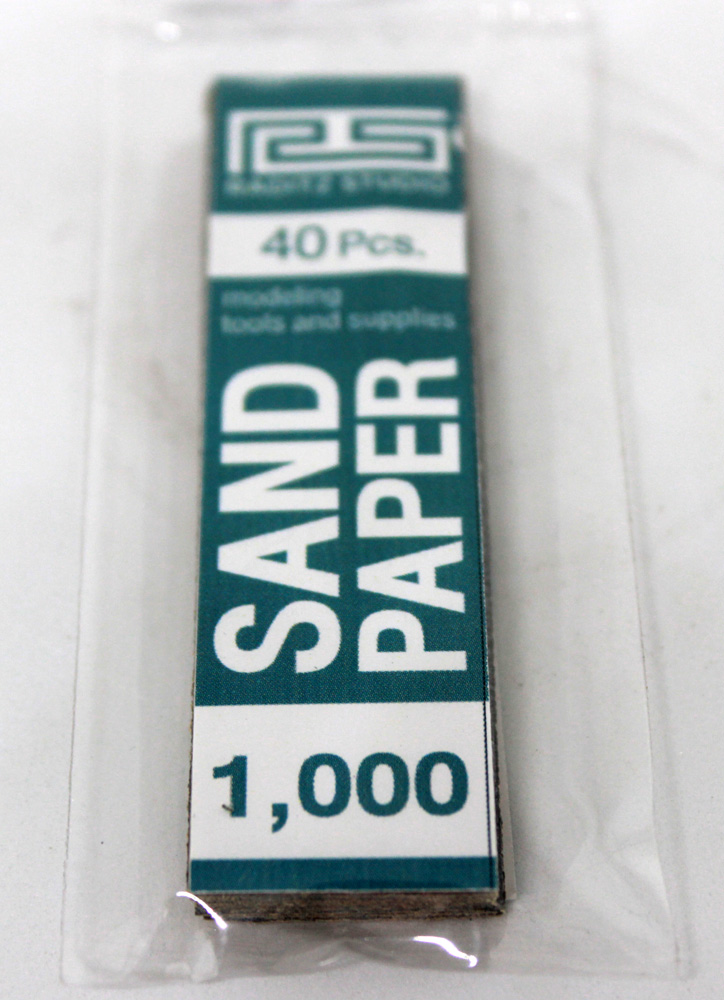 RADITZ STUDIO
40 Pcs.
modeling
tools and supplies
SAND
PAPER
1,000